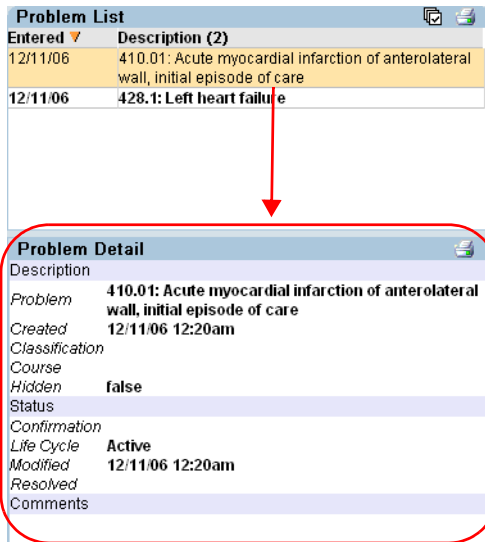 Problem List
Entered Description (2)
12/11/06 410.01: Acute myocardial infarction of anterolateral
wall, initial episode of care
12/11/06 428.1: Left heart failure
Problem Detail
Description
Problem 410.01: Acute myocardial infarction of anterolateral
wall, initial episode of care
Created 12/11/06 12:20am
Classification
Course
Hidden false
Status
Confirmation
Life Cycle Active
Modified 12/11/06 12:20am
Resolved
Comments